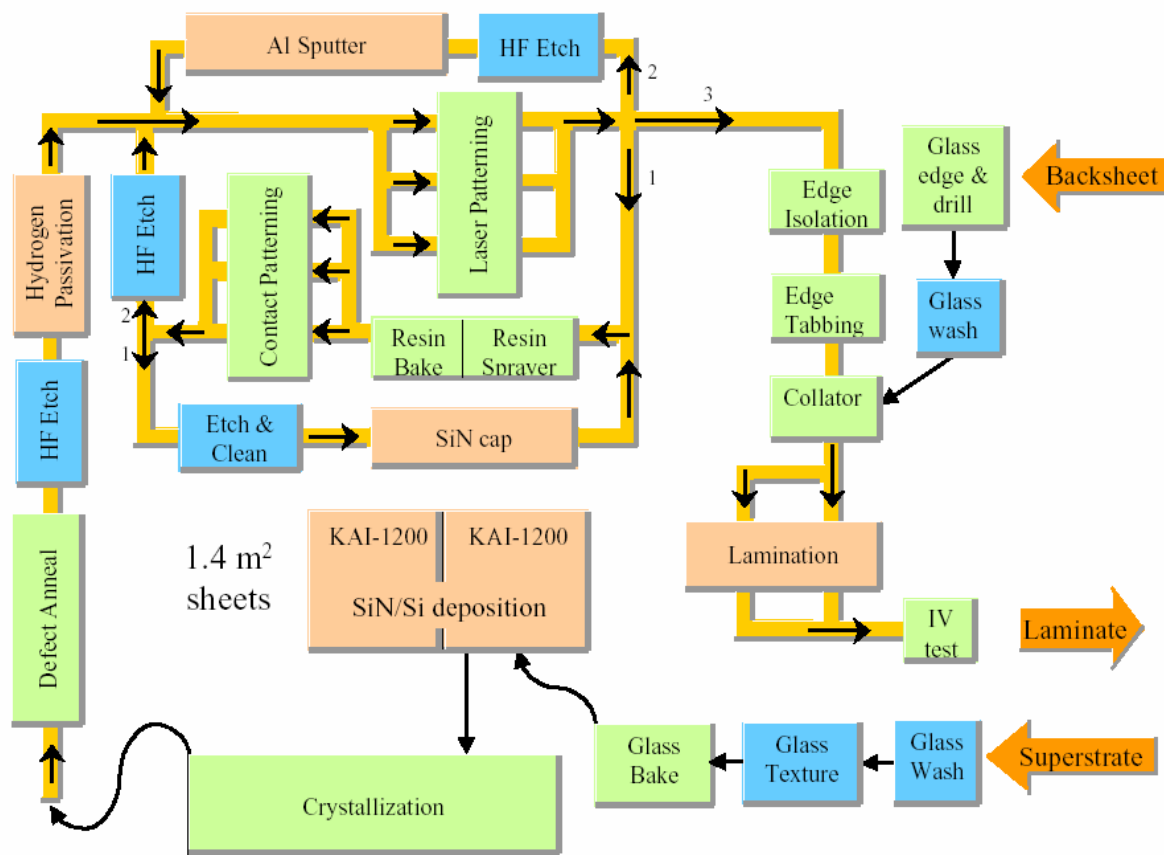 Al Sputter
HF Etch
2
3
Hydrogen
Passivation
HF Etch
Contact Patterning
Laser Patterning
1
Edge
Isolation
Glass
edge &
drill
Backsheet
2
1
Resin
Bake
Resin
Sprayer
Edge
Tabbing
Glass
wash
HF Etch
Etch &
Clean
SiN cap
Collator
Defect Anneal
1.4 m²
sheets
KAI-1200
KAI-1200
SiN/Si deposition
Lamination
IV
test
Laminate
Crystallization
Glass
Bake
Glass
Texture
Glass
Wash
Superstrate